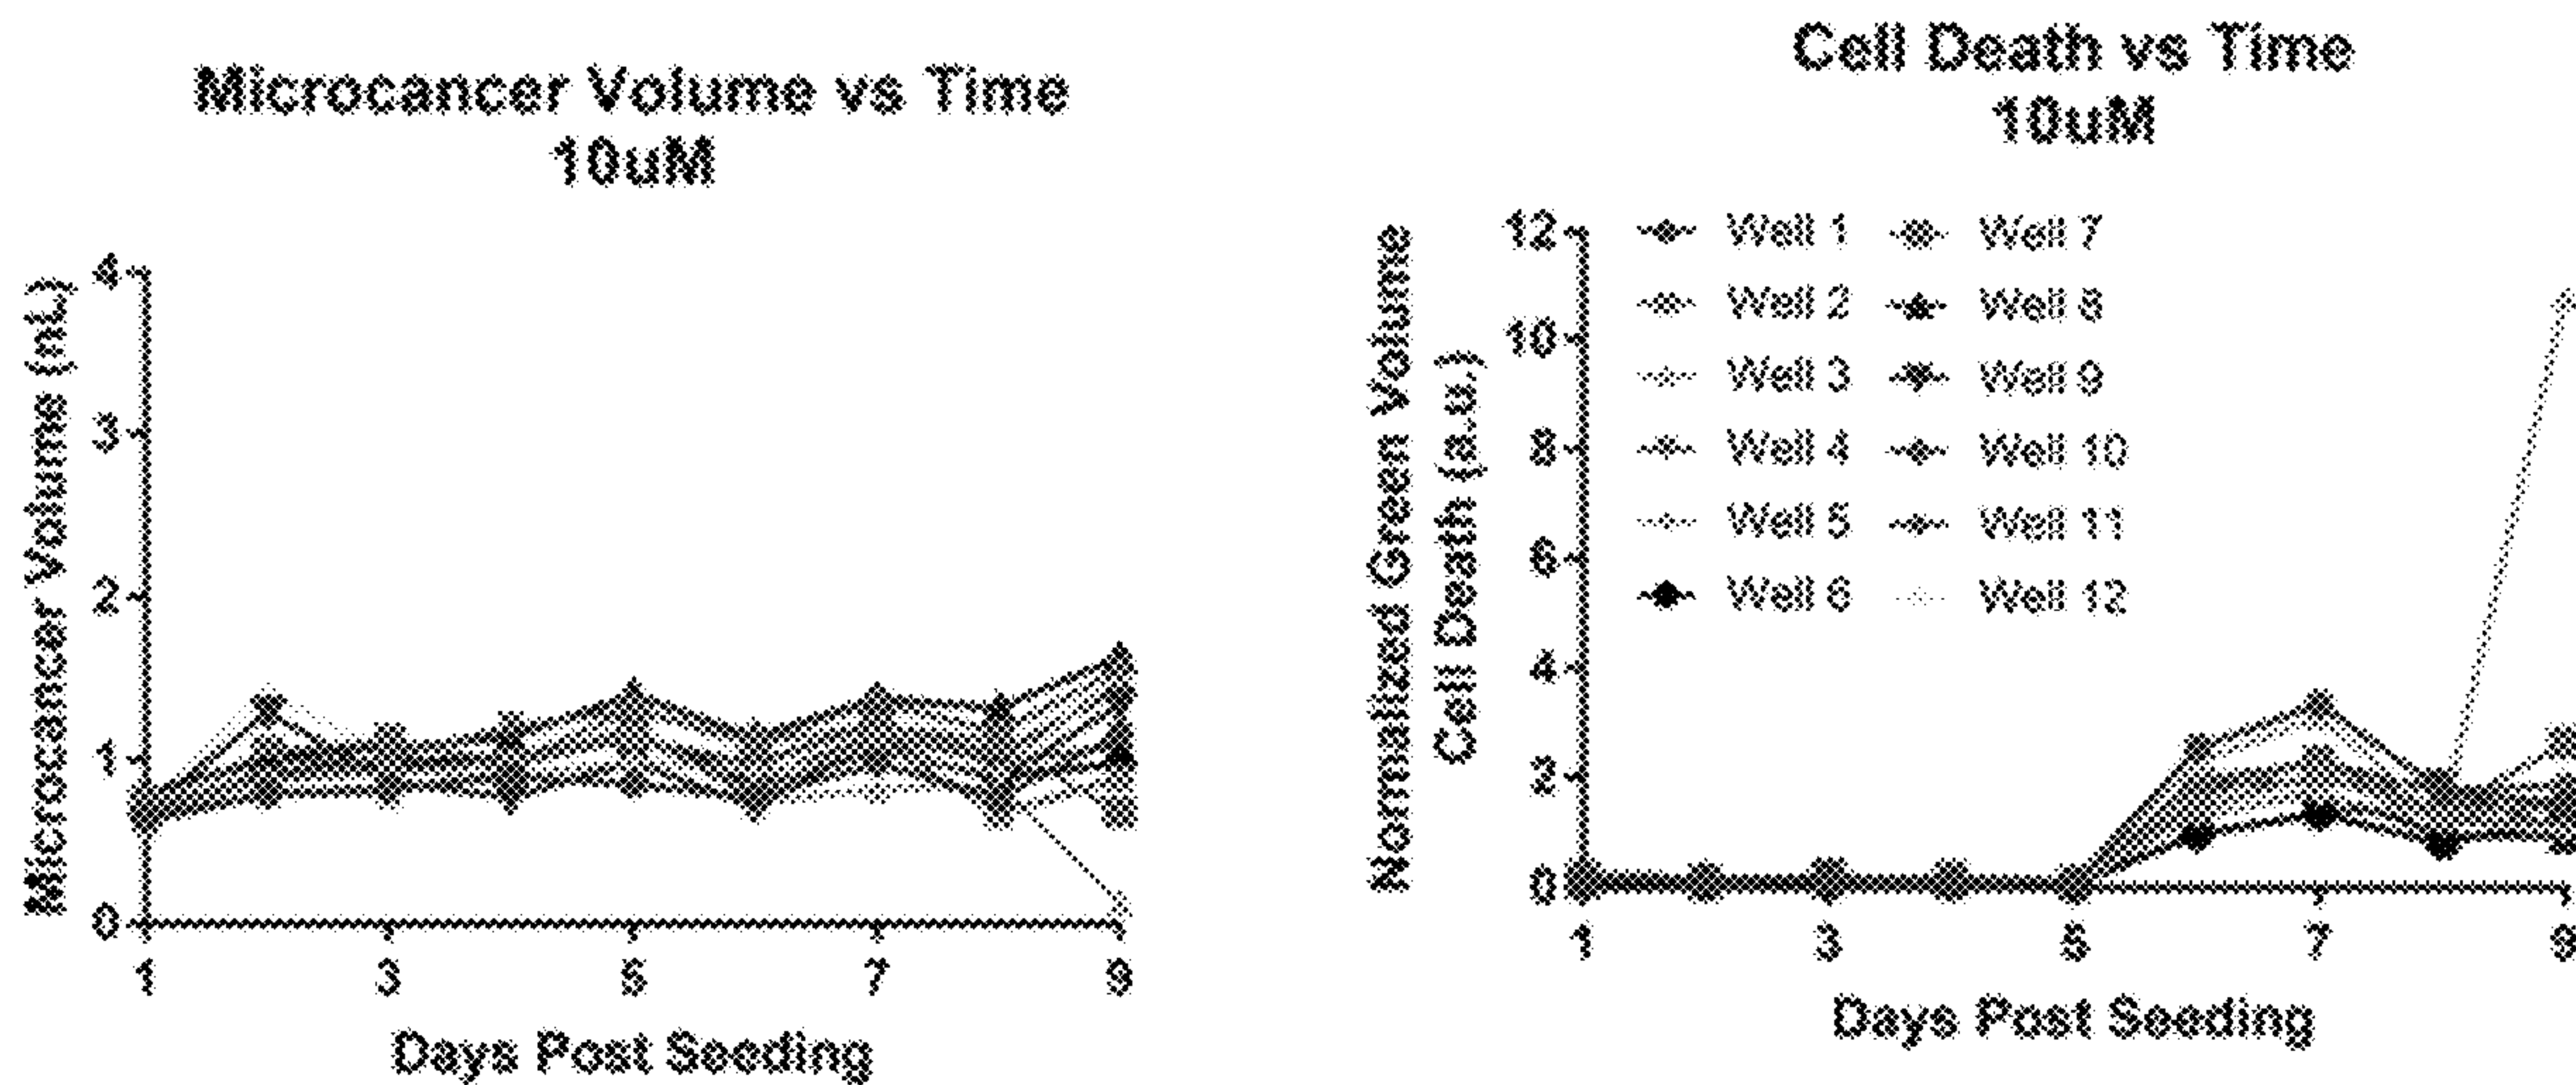 Microcancer Volume vs Time
10uM
Microcancer Volume (nL)
4
3
2
1
0
1 3 5 7 9
Days Post Seeding
Cell Death vs Time
10uM
Normalized Green Volume
Cell Death (a.u.)
12
10
8
6
4
2
0
Well 1 Well 7
Well 2 Well 8
Well 3 Well 9
Well 4 Well 10
Well 5 Well 11
Well 6 Well 12
1 3 5 7 9
Days Post Seeding